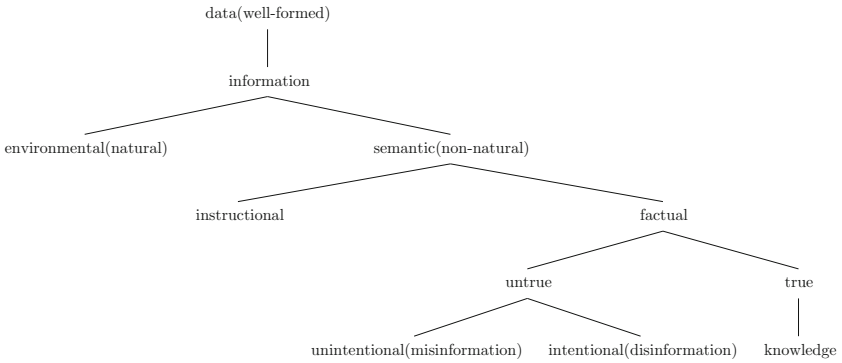 data(well-formed)
information
environmental(natural) semantic(non-natural)
instructional factual
untrue true
unintentional(misinformation) intentional(disinformation) knowledge